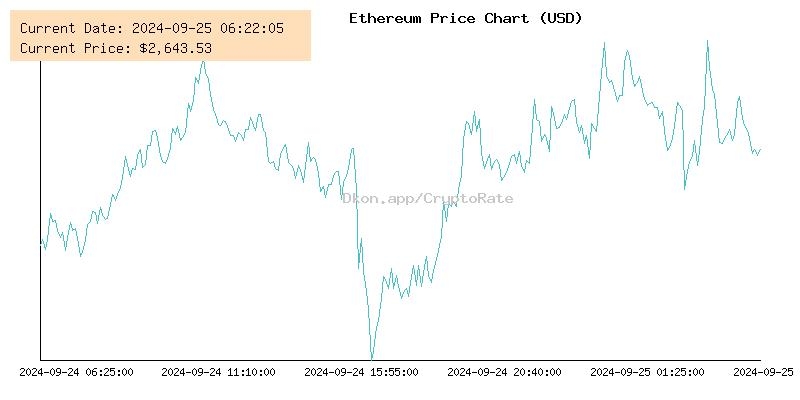 Ethereum Price Chart (USD)
Current Date: 2024-09-25 06:22:05
Current Price: $2,643.53
Dkon.app/CryptoRate
2024-09-24 06:25:00 2024-09-24 11:10:00 2024-09-24 15:55:00 2024-09-24 20:40:00 2024-09-25 01:25:00 2024-09-25